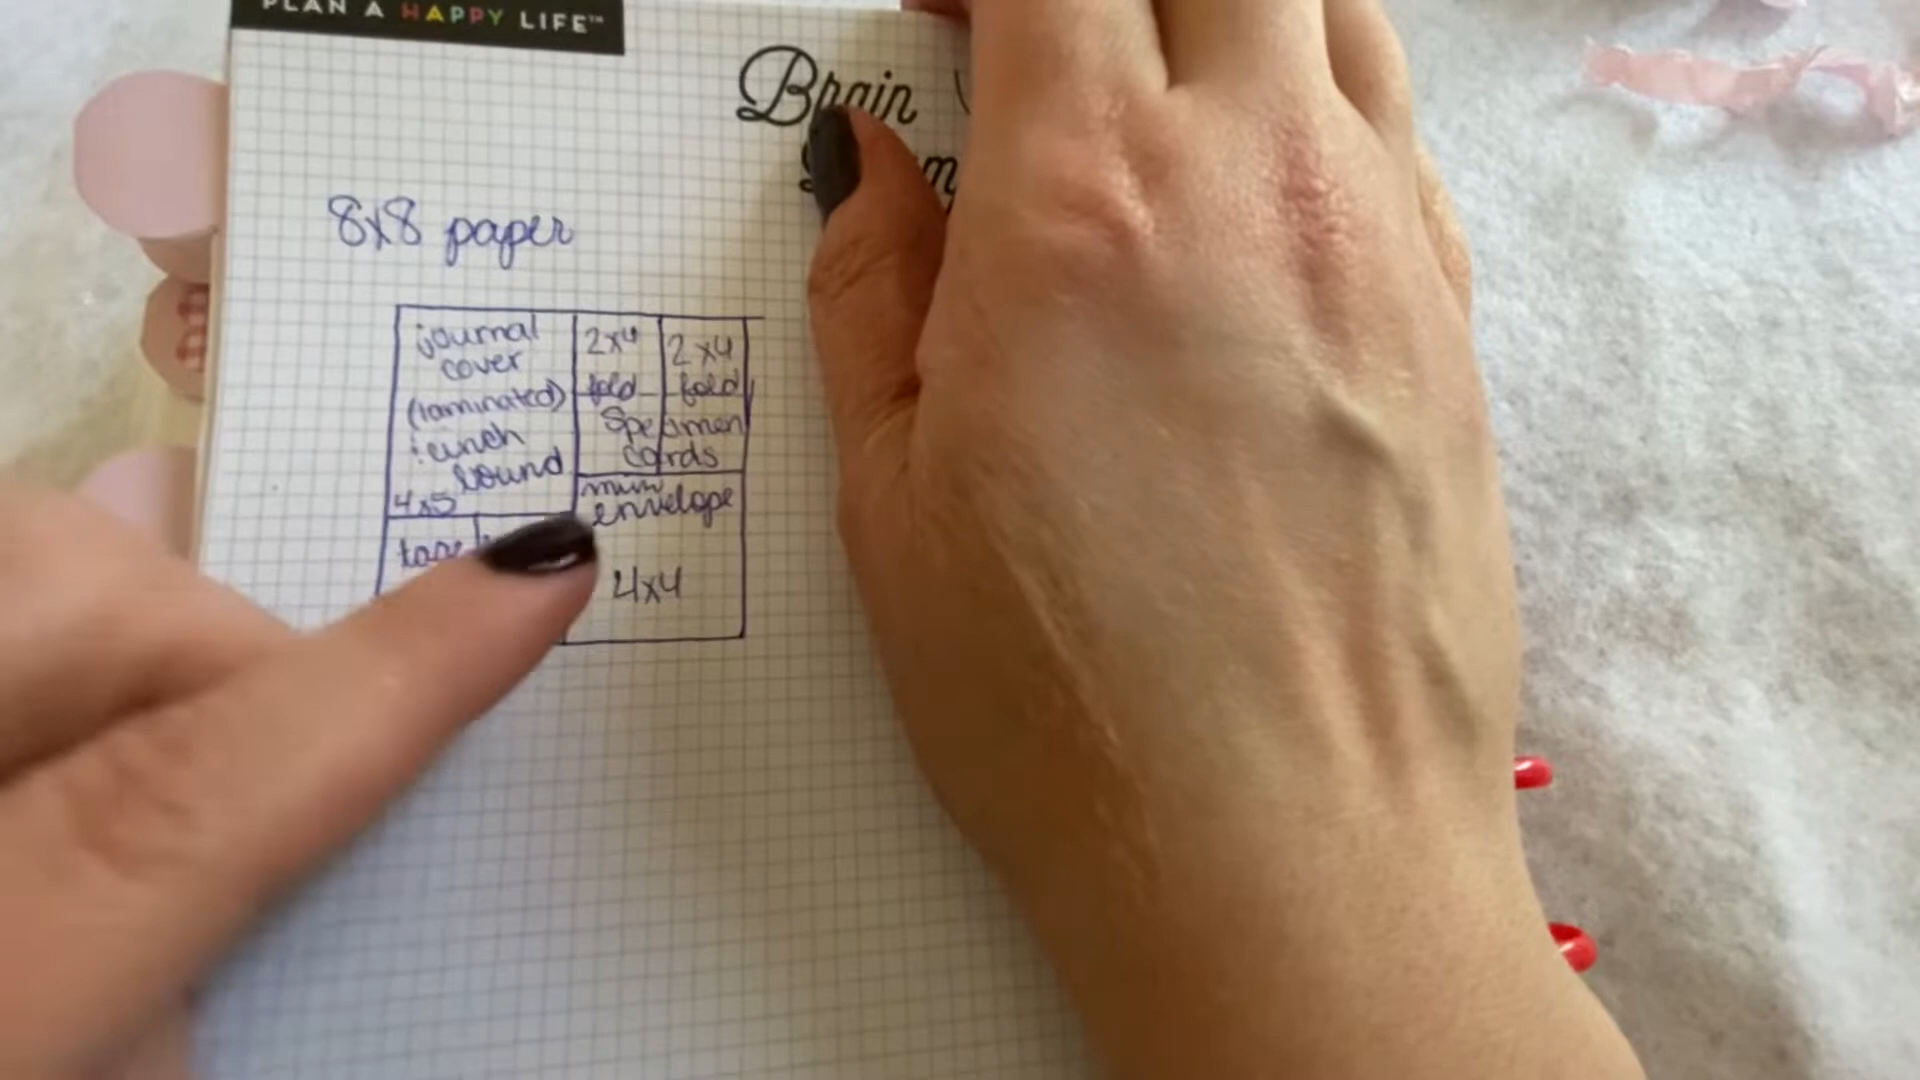 PLAN A HAPPY LIFE™
Brain
8x8 paper
journal
cover
(laminated)
bound
4x5
2x4
fold
2x4
fold
Specimen
cards
mini
envelope
4x4